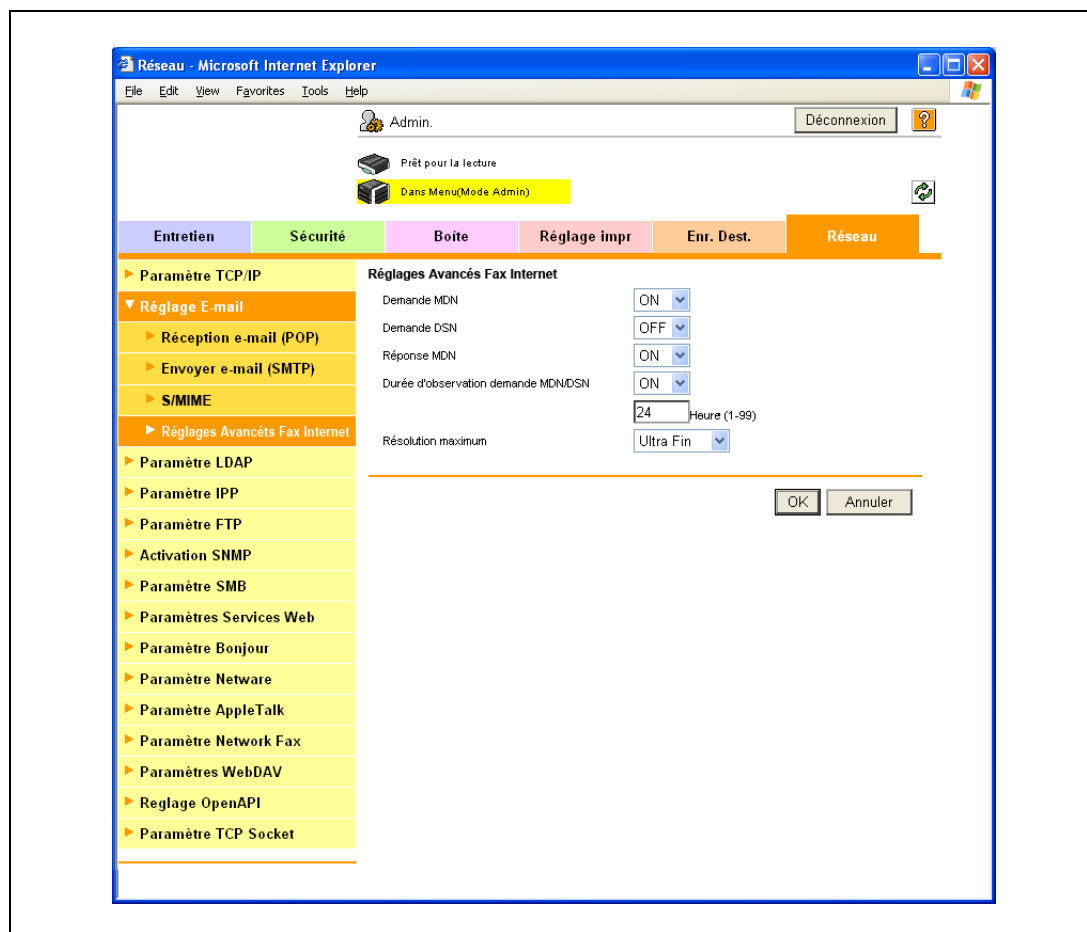 Réseau - Microsoft Internet Explorer
File Edit View Favorites Tools Help
Admin.
Déconnexion
?
Prêt pour la lecture
Dans Menu(Mode Admin)
Entretien Sécurité Boîte Réglage impr Enr. Dest. Réseau
Paramètre TCP/IP
Réglage E-mail
Réception e-mail (POP)
Envoyer e-mail (SMTP)
S/MIME
Réglages Avancéts Fax Internet
Paramètre LDAP
Paramètre IPP
Paramètre FTP
Activation SNMP
Paramètre SMB
Paramètres Services Web
Paramètre Bonjour
Paramètre Netware
Paramètre AppleTalk
Paramètre Network Fax
Paramètres WebDAV
Reglage OpenAPI
Paramètre TCP Socket
Réglages Avancés Fax Internet
Demande MDN ON
Demande DSN OFF
Réponse MDN ON
Durée d'observation demande MDN/DSN ON
24 Heure (1-99)
Résolution maximum Ultra Fin
OK Annuler